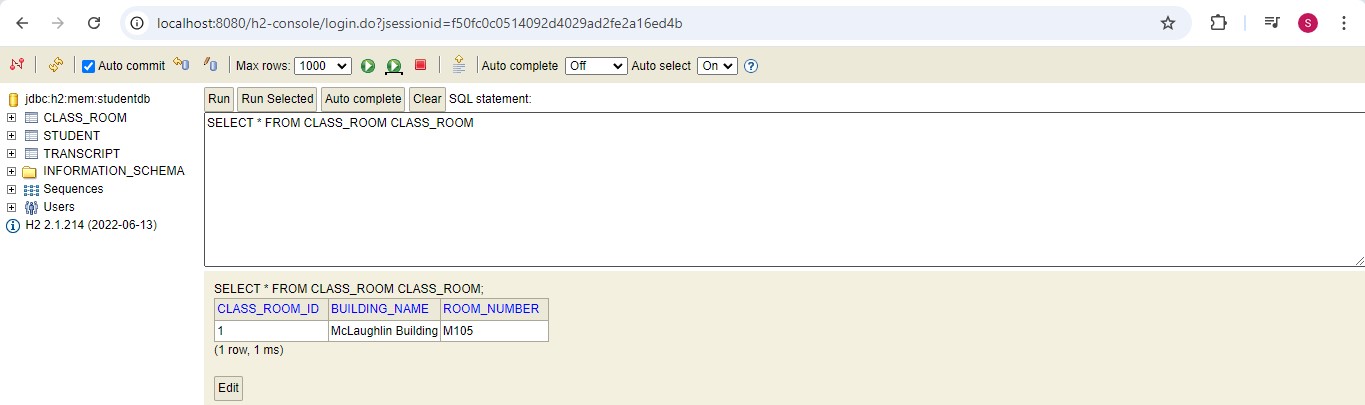 localhost:8080/h2-console/login.do?jsessionid=f50fc0c0514092d4029ad2fe2a16ed4b
S
Auto commit Max rows: 1000 Auto complete Off Auto select On ?
jdbc:h2:mem:studentdb
CLASS_ROOM
STUDENT
TRANSCRIPT
INFORMATION_SCHEMA
Sequences
Users
H2 2.1.214 (2022-06-13)
Run Run Selected Auto complete Clear SQL statement:
SELECT * FROM CLASS_ROOM CLASS_ROOM
SELECT * FROM CLASS_ROOM CLASS_ROOM;
CLASS_ROOM_ID BUILDING_NAME ROOM_NUMBER
1 McLaughlin Building M105
(1 row, 1 ms)
Edit